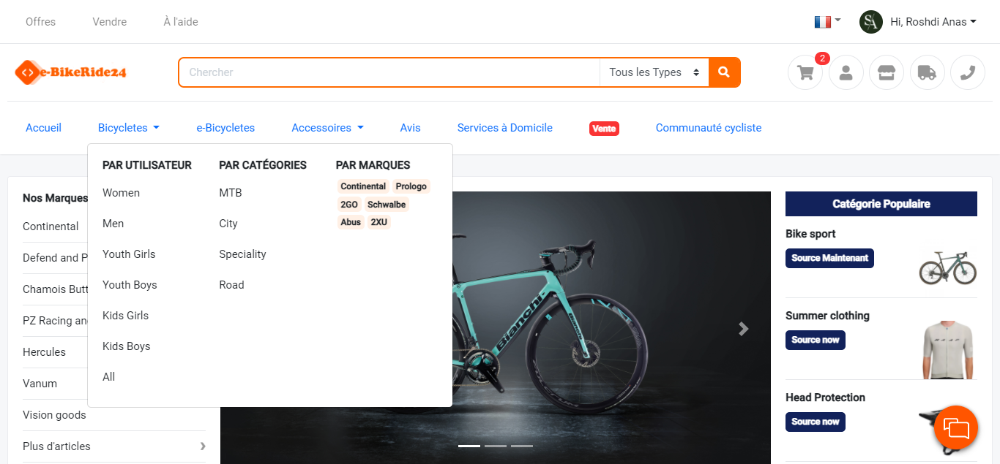 Offres Vendre À l'aide Hi, Roshdi Anas
SA
e-BikeRide24 Chercher Tous les Types 2
Accueil Bicycletes e-Bicycletes Accessoires Avis Services à Domicile Vente Communauté cycliste
PAR UTILISATEUR PAR CATÉGORIES PAR MARQUES
Women MTB Continental Prologo
Men City 2GO Schwalbe
Youth Girls Speciality Abus 2XU
Youth Boys Road
Kids Girls
Kids Boys
All
Nos Marques
Continental
Defend and P
Chamois Butt
PZ Racing an
Hercules
Vanum
Vision goods
Plus d'articles
Bianchi
Catégorie Populaire
Bike sport
Source Maintenant
Summer clothing
Source now
Head Protection
Source now